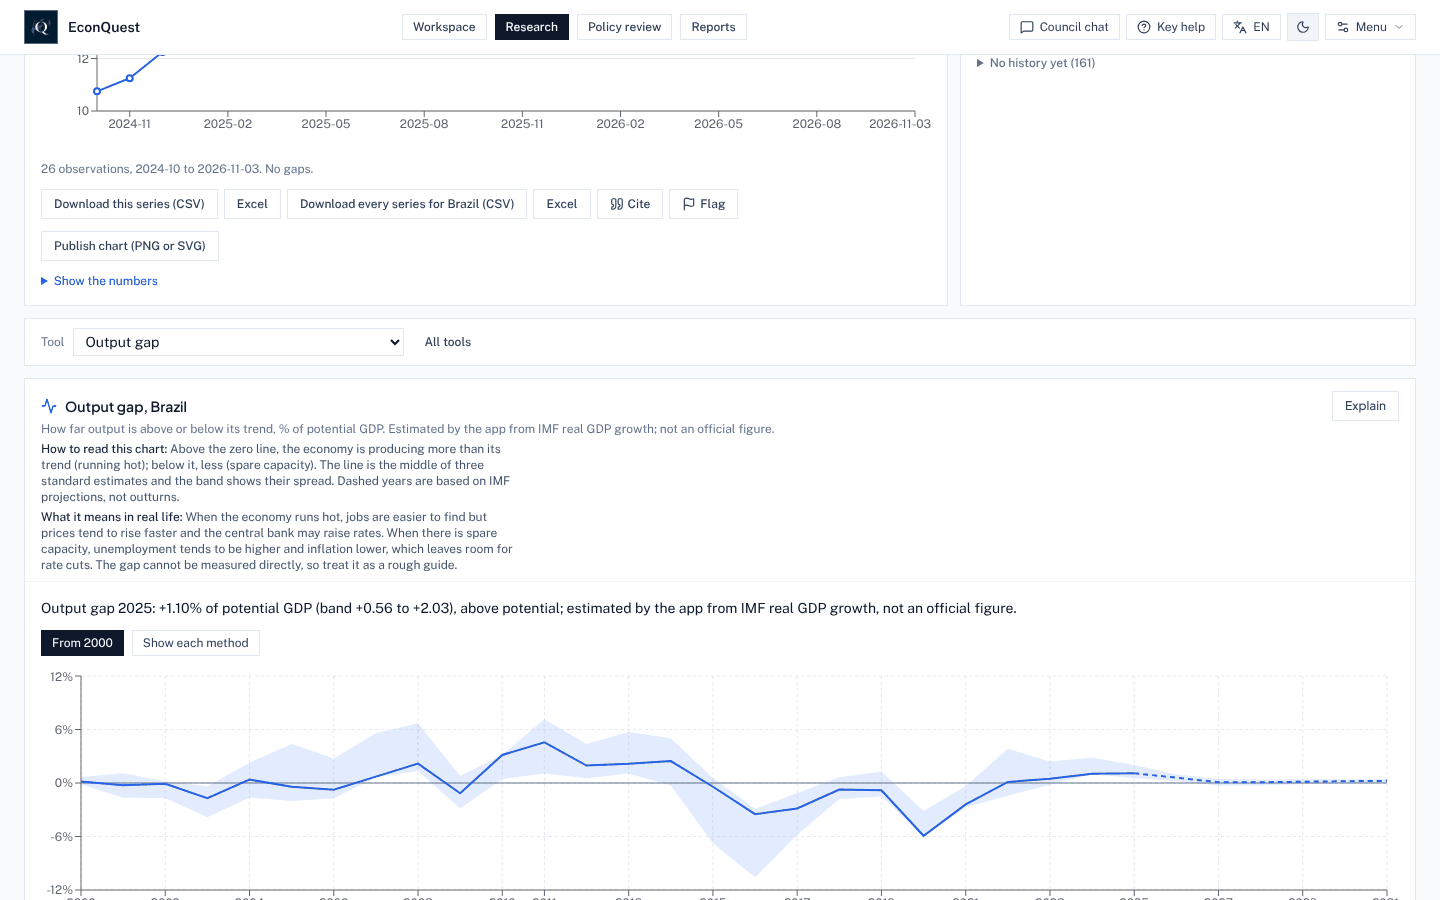 EconQuest
Workspace
Research
Policy review
Reports
Council chat
Key help
EN
Menu
12
10
2024-11
2025-02
2025-05
2025-08
2025-11
2026-02
2026-05
2026-08
2026-11-03
No history yet (161)
26 observations, 2024-10 to 2026-11-03. No gaps.
Download this series (CSV)
Excel
Download every series for Brazil (CSV)
Excel
Cite
Flag
Publish chart (PNG or SVG)
Show the numbers
Tool
Output gap
All tools
Output gap, Brazil
Explain
How far output is above or below its trend, % of potential GDP. Estimated by the app from IMF real GDP growth; not an official figure.
How to read this chart: Above the zero line, the economy is producing more than its
trend (running hot); below it, less (spare capacity). The line is the middle of three
standard estimates and the band shows their spread. Dashed years are based on IMF
projections, not outturns.
What it means in real life: When the economy runs hot, jobs are easier to find but
prices tend to rise faster and the central bank may raise rates. When there is spare
capacity, unemployment tends to be higher and inflation lower, which leaves room for
rate cuts. The gap cannot be measured directly, so treat it as a rough guide.
Output gap 2025: +1.10% of potential GDP (band +0.56 to +2.03), above potential; estimated by the app from IMF real GDP growth, not an official figure.
From 2000
Show each method
12%
6%
0%
-6%
-12%